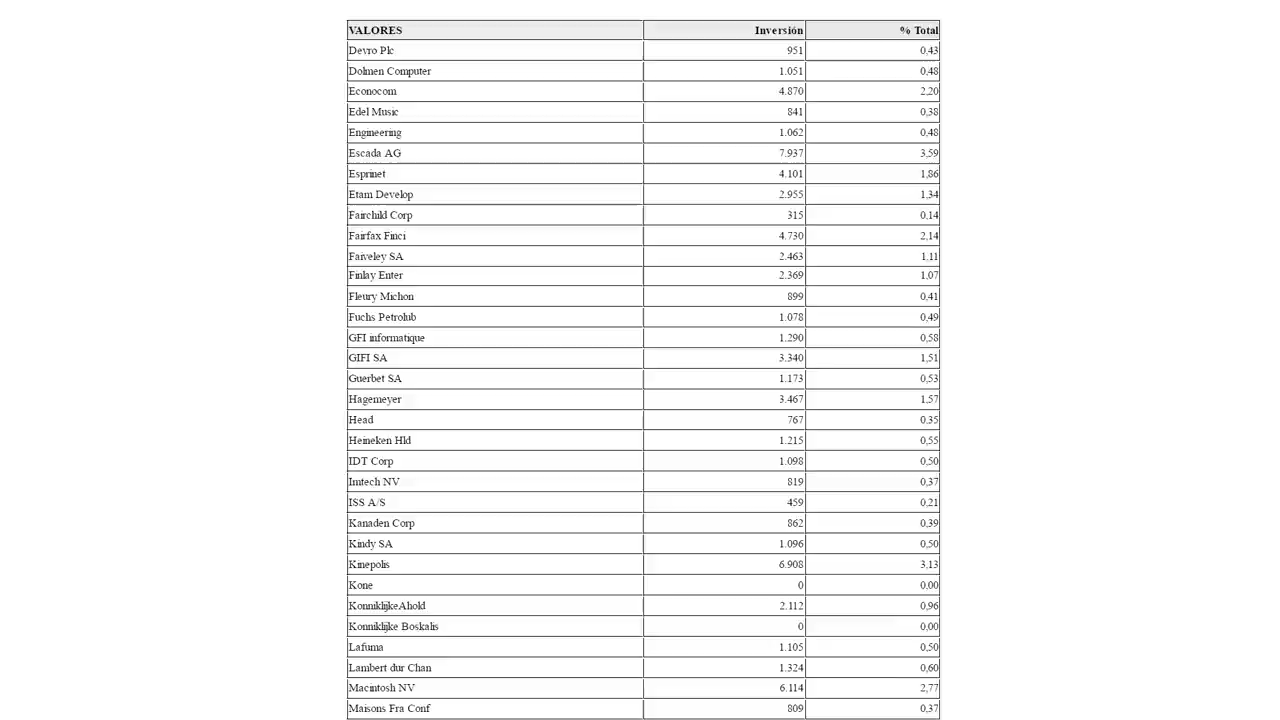 VALORES Inversión % Total
Devro Plc 951 0,43
Dolmen Computer 1.051 0,48
Econocom 4.870 2,20
Edel Music 841 0,38
Engineering 1.062 0,48
Escada AG 7.937 3,59
Esprinet 4.101 1,86
Etam Develop 2.955 1,34
Fairchild Corp 315 0,14
Fairfax Finci 4.730 2,14
Faiveley SA 2.463 1,11
Finlay Enter 2.369 1,07
Fleury Michon 899 0,41
Fuchs Petrolub 1.078 0,49
GFI informatique 1.290 0,58
GIFI SA 3.340 1,51
Guerbet SA 1.173 0,53
Hagemeyer 3.467 1,57
Head 767 0,35
Heineken Hld 1.215 0,55
IDT Corp 1.098 0,50
Imtech NV 819 0,37
ISS A/S 459 0,21
Kanaden Corp 862 0,39
Kindy SA 1.096 0,50
Kinepolis 6.908 3,13
Kone 0 0,00
KonniklijkeAhold 2.112 0,96
Konniklijke Boskalis 0 0,00
Lafuma 1.105 0,50
Lambert dur Chan 1.324 0,60
Macintosh NV 6.114 2,77
Maisons Fra Conf 809 0,37